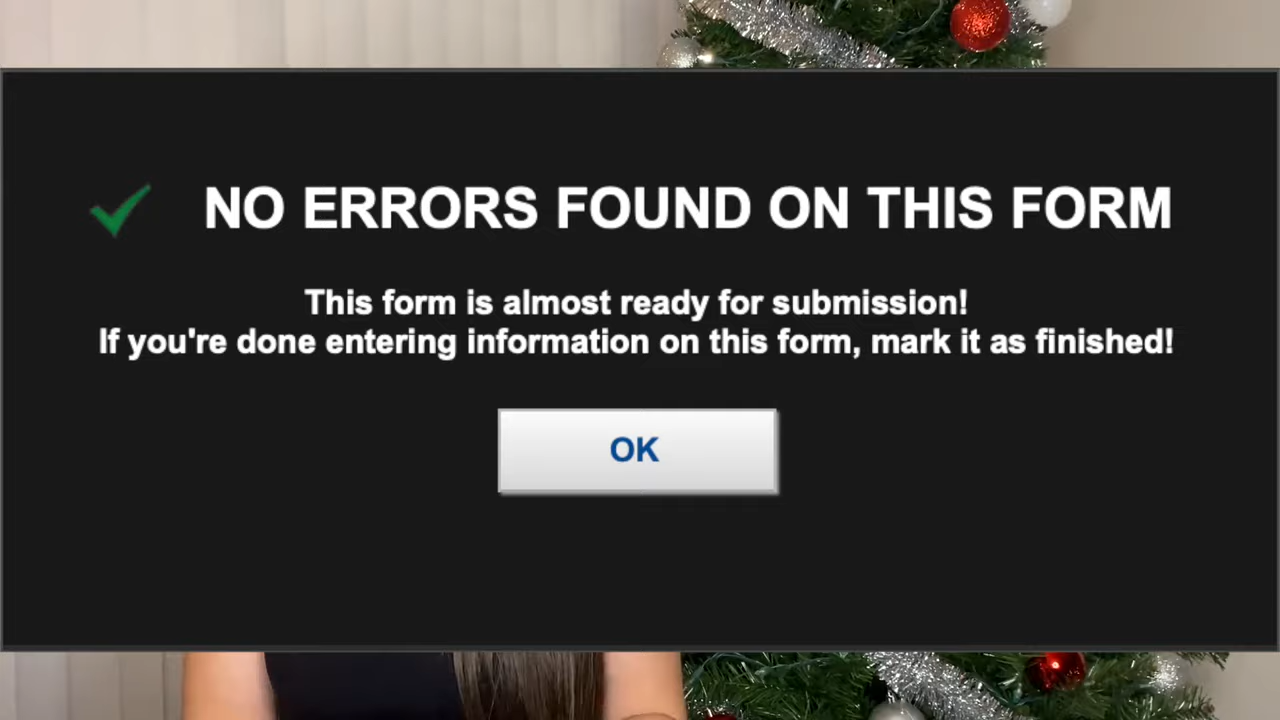 NO ERRORS FOUND ON THIS FORM
This form is almost ready for submission!
If you're done entering information on this form, mark it as finished!
OK